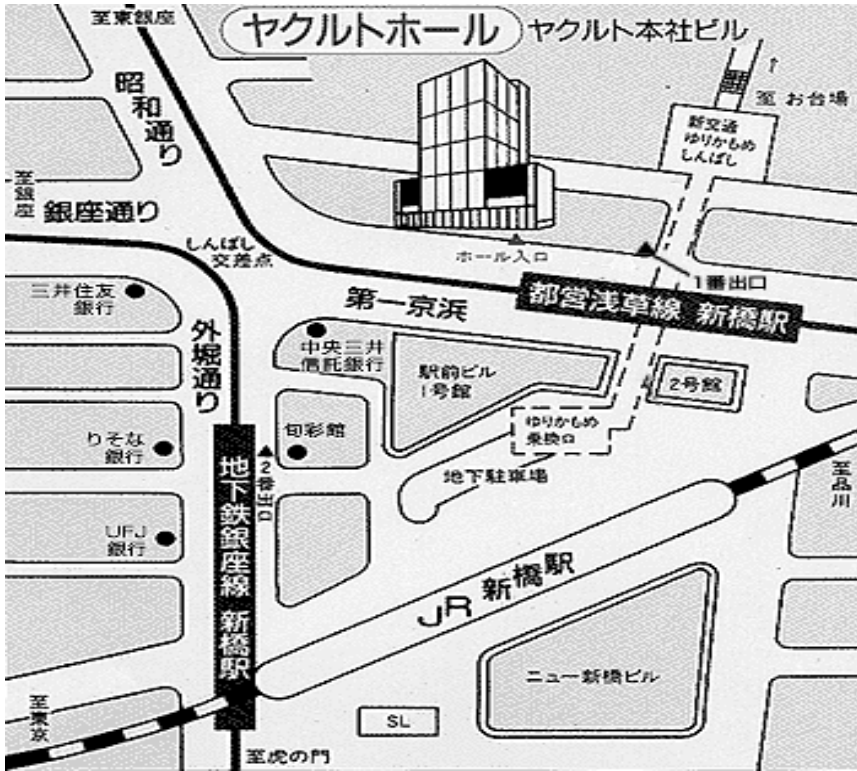 至東銀座
ヤクルトホール
ヤクルト本社ビル
昭和通り
至 お台場
新交通
ゆりかもめ
しんばし
至銀座
銀座通り
しんばし
交差点
ホール入口
1番出口
三井住友
銀行
外堀通り
第一京浜
都営浅草線 新橋駅
中央三井
信託銀行
駅前ビル
1号館
2号館
りそな
銀行
旬彩館
ゆりかもめ
乗換口
2番出口
地下駐車場
至品川
UFJ
銀行
地下鉄銀座線 新橋駅
JR 新橋駅
ニュー新橋ビル
至東京
SL
至虎の門